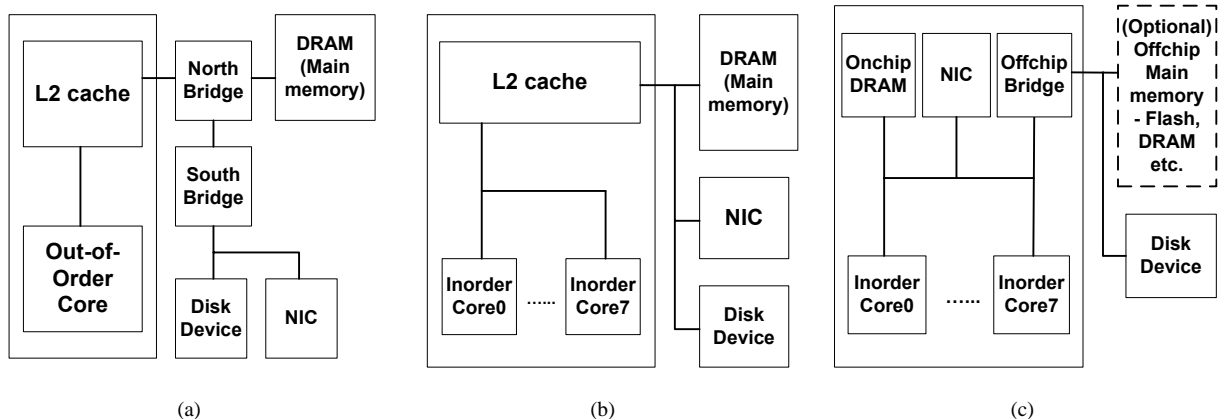 L2 cache
Out-of-
Order
Core
North
Bridge
DRAM
(Main
memory)
South
Bridge
Disk
Device
NIC
(a)
L2 cache
Inorder
Core0
......
Inorder
Core7
DRAM
(Main
memory)
NIC
Disk
Device
(b)
Onchip
DRAM
NIC
Offchip
Bridge
Inorder
Core0
......
Inorder
Core7
(Optional)
Offchip
Main
memory
- Flash,
DRAM
etc.
Disk
Device
(c)